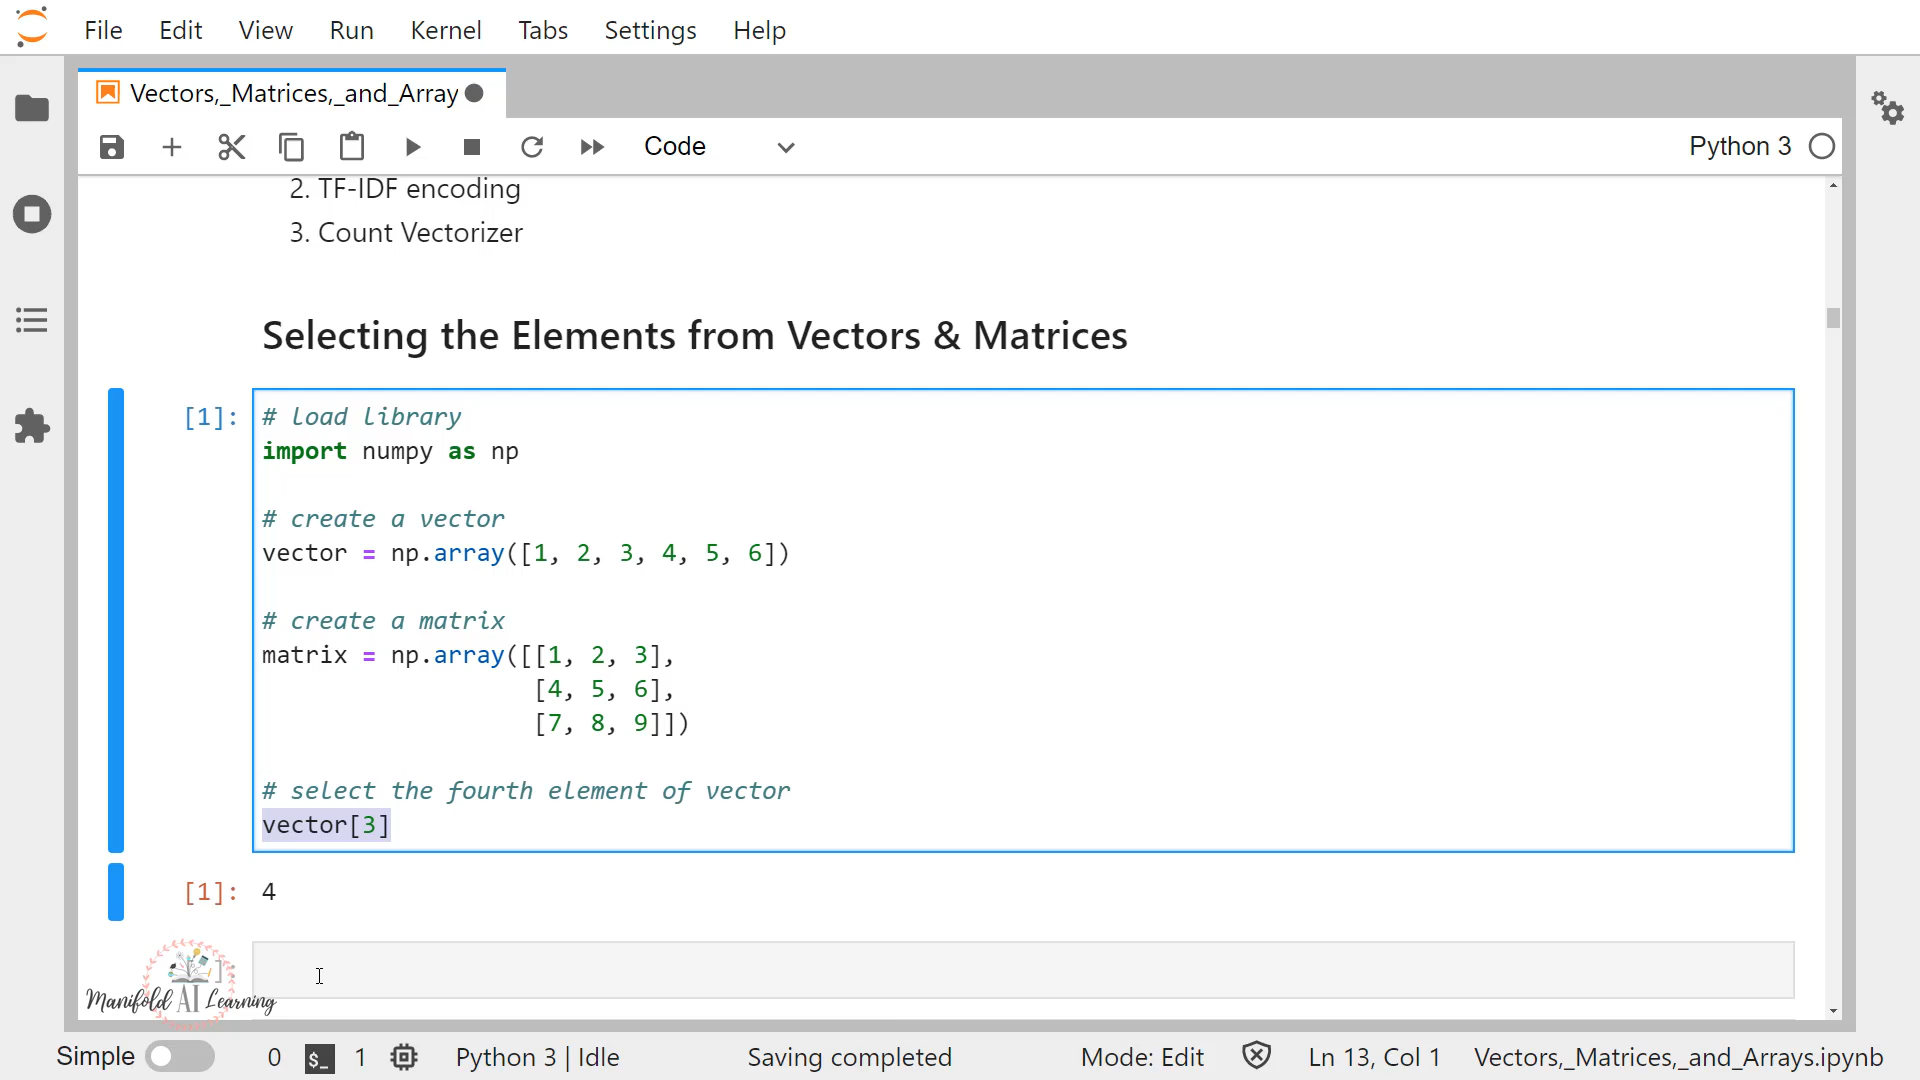 File Edit View Run Kernel Tabs Settings Help
Vectors,_Matrices,_and_Array
Code
Python 3
2. TF-IDF encoding
3. Count Vectorizer
Selecting the Elements from Vectors & Matrices
[1]:
# load library
import numpy as np
# create a vector
vector = np.array([1, 2, 3, 4, 5, 6])
# create a matrix
matrix = np.array([[1, 2, 3],
[4, 5, 6],
[7, 8, 9]])
# select the fourth element of vector
vector[3]
[1]: 4
]:
Manifold AI Learning
Simple 0 $_ 1 Python 3 | Idle Saving completed Mode: Edit Ln 13, Col 1 Vectors,_Matrices,_and_Arrays.ipynb